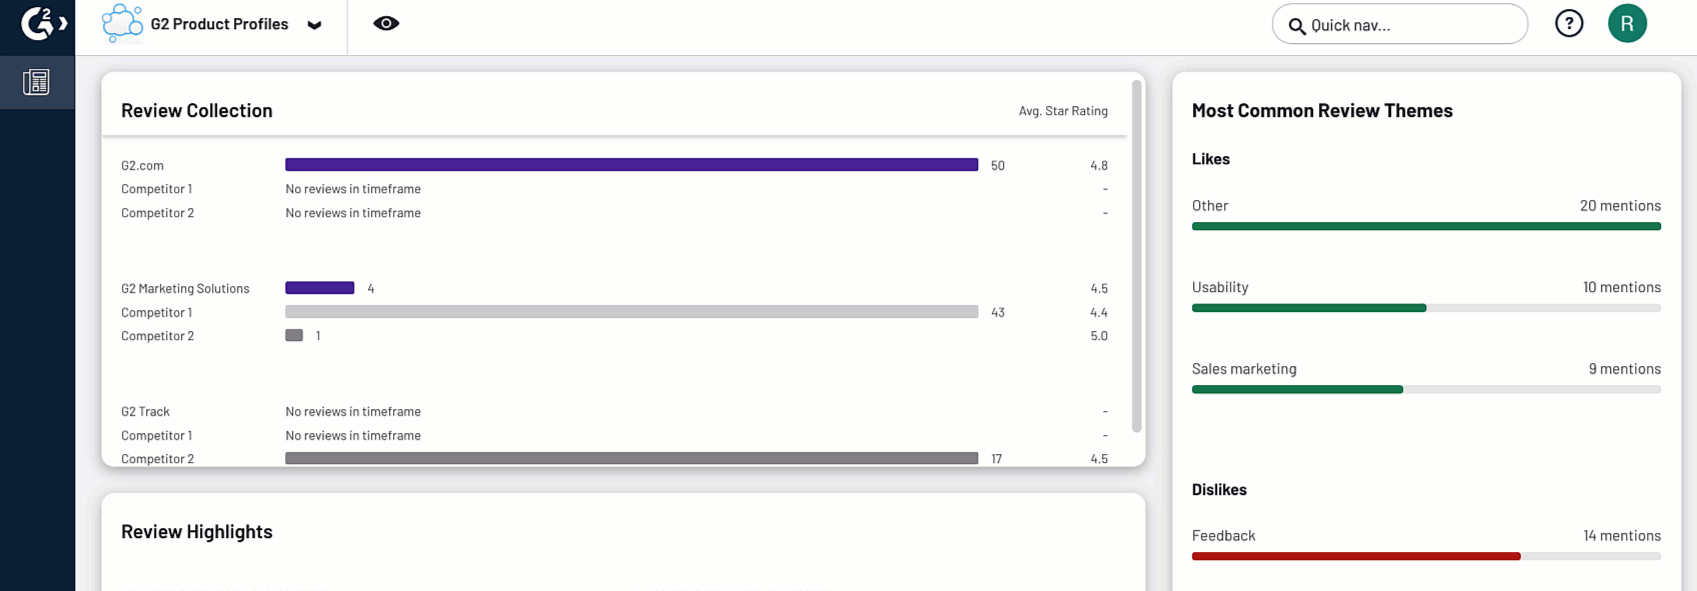 G2
G2 Product Profiles
Quick nav...
?
R
Review Collection
Avg. Star Rating
G2.com 50 4.8
Competitor 1 No reviews in timeframe -
Competitor 2 No reviews in timeframe -
G2 Marketing Solutions 4 4.5
Competitor 1 43 4.4
Competitor 2 1 5.0
G2 Track No reviews in timeframe -
Competitor 1 No reviews in timeframe -
Competitor 2 17 4.5
Review Highlights
Most Common Review Themes
Likes
Other 20 mentions
Usability 10 mentions
Sales marketing 9 mentions
Dislikes
Feedback 14 mentions